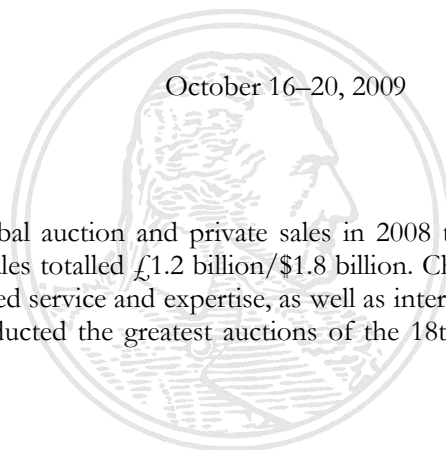 October 16–20, 2009
bal auction and private sales in 2008 t
les totalled £1.2 billion/$1.8 billion. Ch
ed service and expertise, as well as inter
ducted the greatest auctions of the 18t